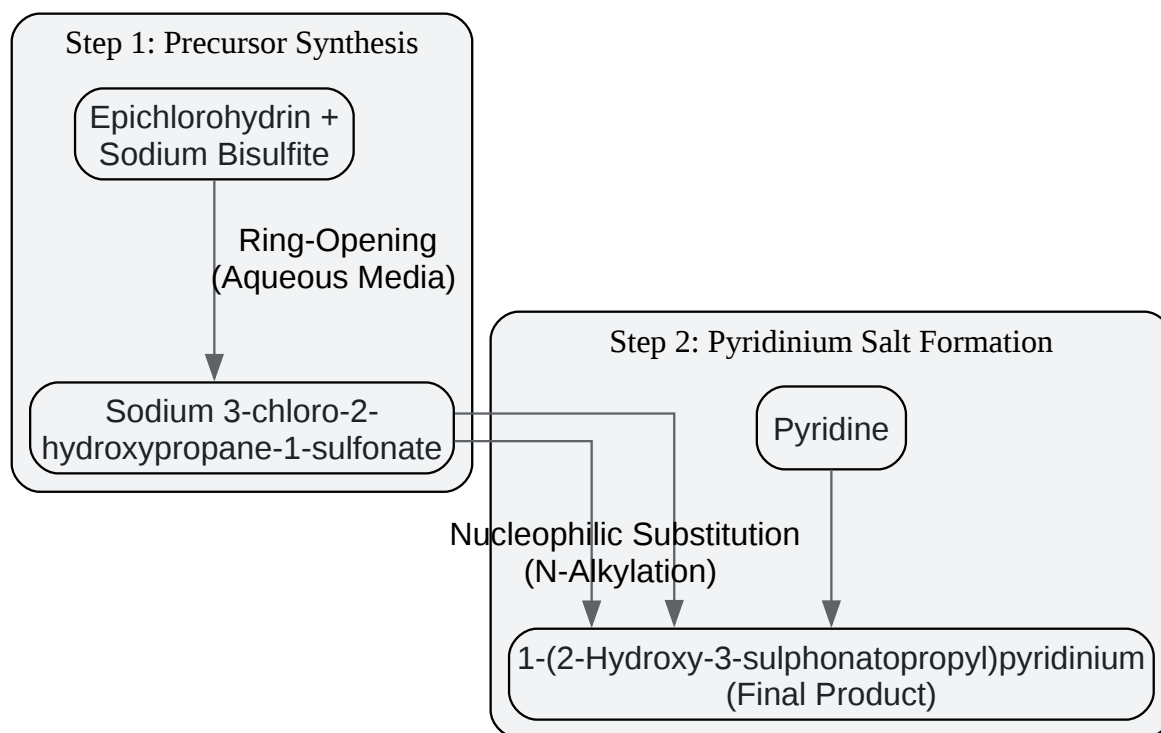 Step 1: Precursor Synthesis
Epichlorohydrin +
Sodium Bisulfite
Ring-Opening
(Aqueous Media)
Sodium 3-chloro-2-
hydroxypropane-1-sulfonate
Step 2: Pyridinium Salt Formation
Pyridine
Nucleophilic Substitution
(N-Alkylation)
1-(2-Hydroxy-3-sulphonatopropyl)pyridinium
(Final Product)